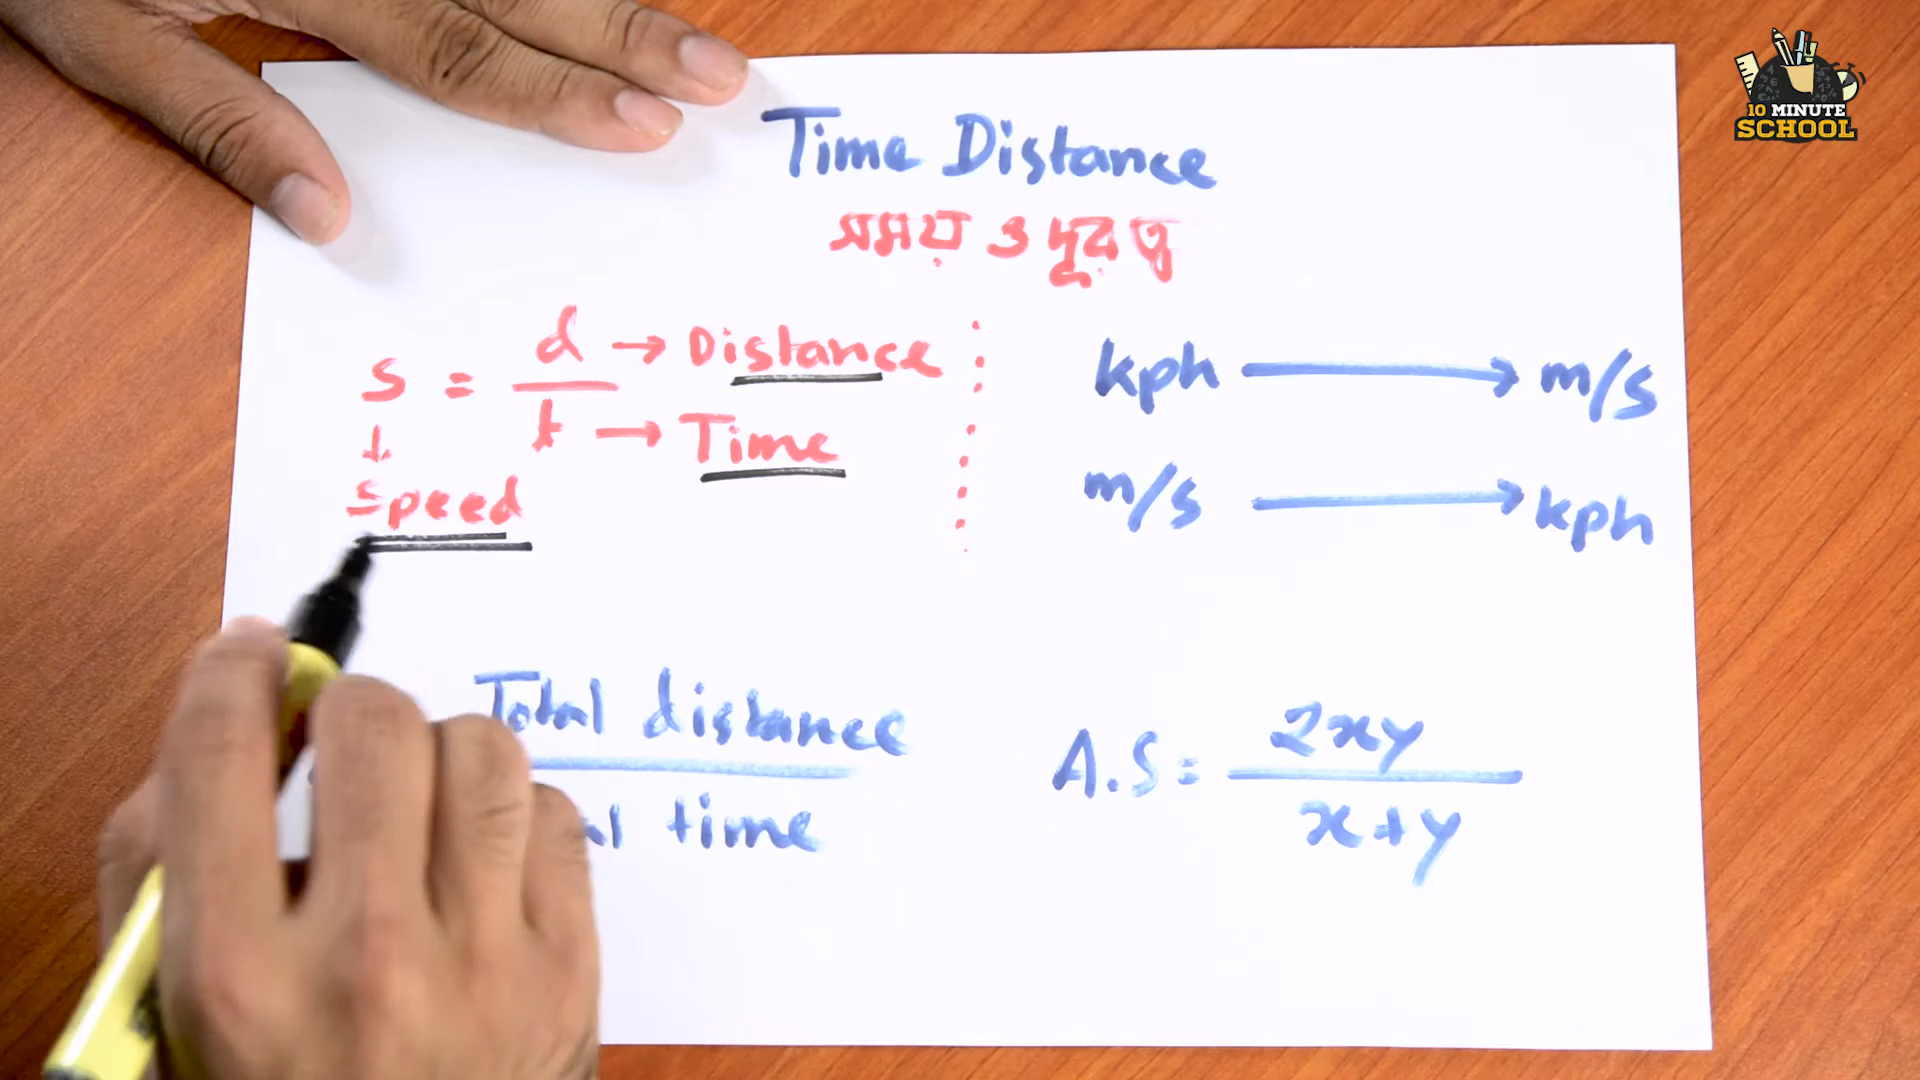 10 MINUTE
SCHOOL
Time Distance
সময় ও দূরত্ব
s = d/t
d → Distance
t → Time
↓
speed
kph → m/s
m/s → kph
Total distance
time
A.S = 2xy
x+y